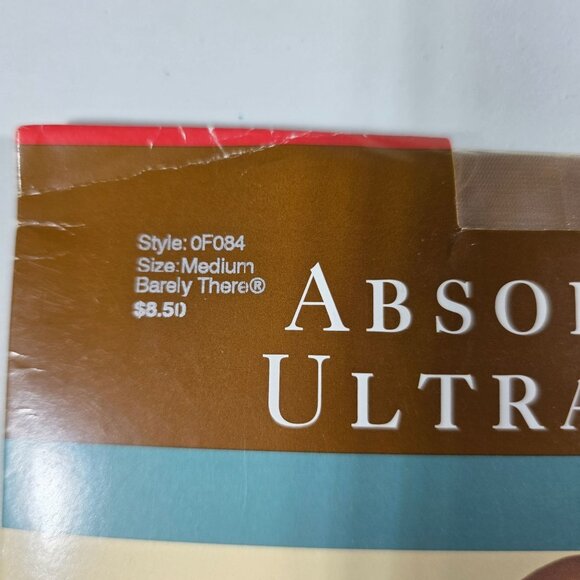 Style: 0F084
Size: Medium
Barely There®
$8.50
ABSOL
ULTRA